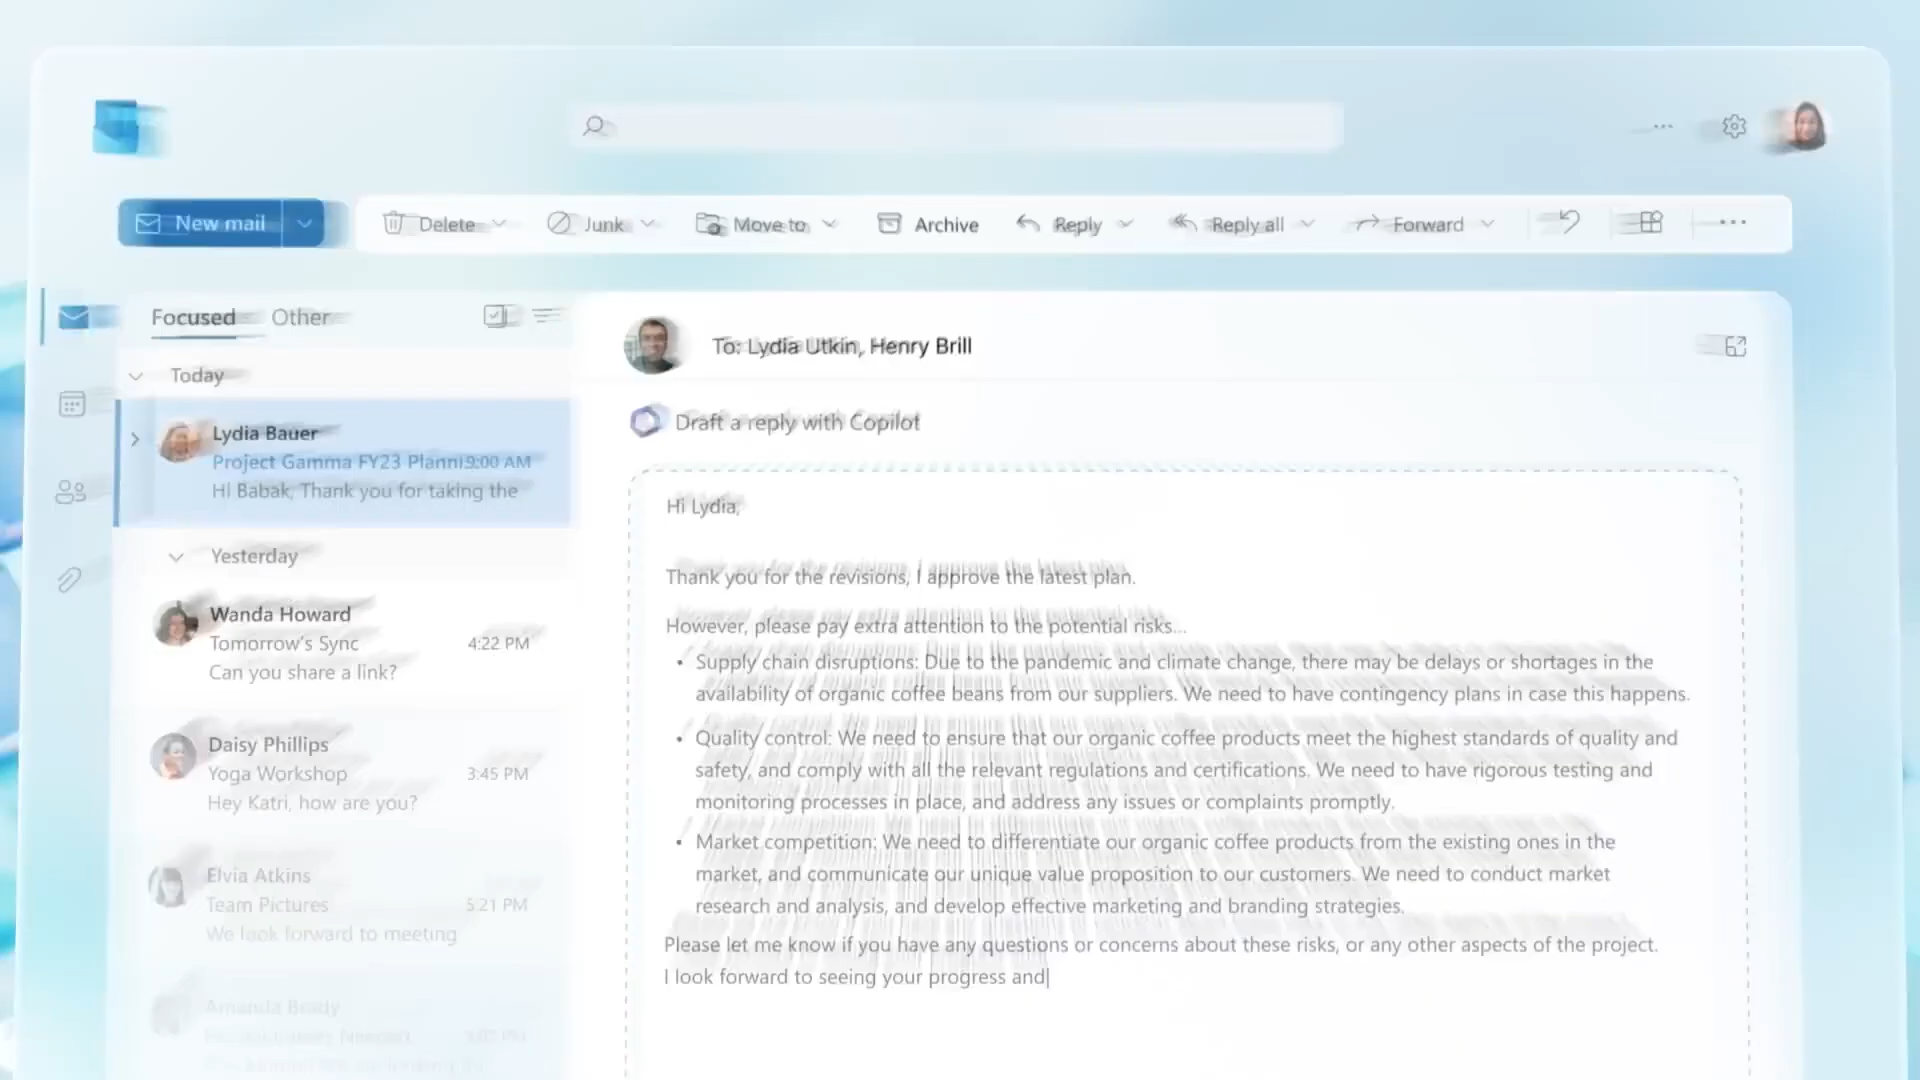 New mail
Delete
Junk
Move to
Archive
Reply
Reply all
Forward
Focused
Other
Today
Lydia Bauer
Project Gamma FY23 Planni 9:00 AM
Hi Babak, Thank you for taking the
Yesterday
Wanda Howard
Tomorrow's Sync 4:22 PM
Can you share a link?
Daisy Phillips
Yoga Workshop 3:45 PM
Hey Katri, how are you?
Elvia Atkins
Team Pictures 5:21 PM
We look forward to meeting
Amanda Brady
To: Lydia Utkin, Henry Brill
Draft a reply with Copilot
Hi Lydia,
Thank you for the revisions, I approve the latest plan.
However, please pay extra attention to the potential risks...
• Supply chain disruptions: Due to the pandemic and climate change, there may be delays or shortages in the
availability of organic coffee beans from our suppliers. We need to have contingency plans in case this happens.
• Quality control: We need to ensure that our organic coffee products meet the highest standards of quality and
safety, and comply with all the relevant regulations and certifications. We need to have rigorous testing and
monitoring processes in place, and address any issues or complaints promptly.
• Market competition: We need to differentiate our organic coffee products from the existing ones in the
market, and communicate our unique value proposition to our customers. We need to conduct market
research and analysis, and develop effective marketing and branding strategies.
Please let me know if you have any questions or concerns about these risks, or any other aspects of the project.
I look forward to seeing your progress and